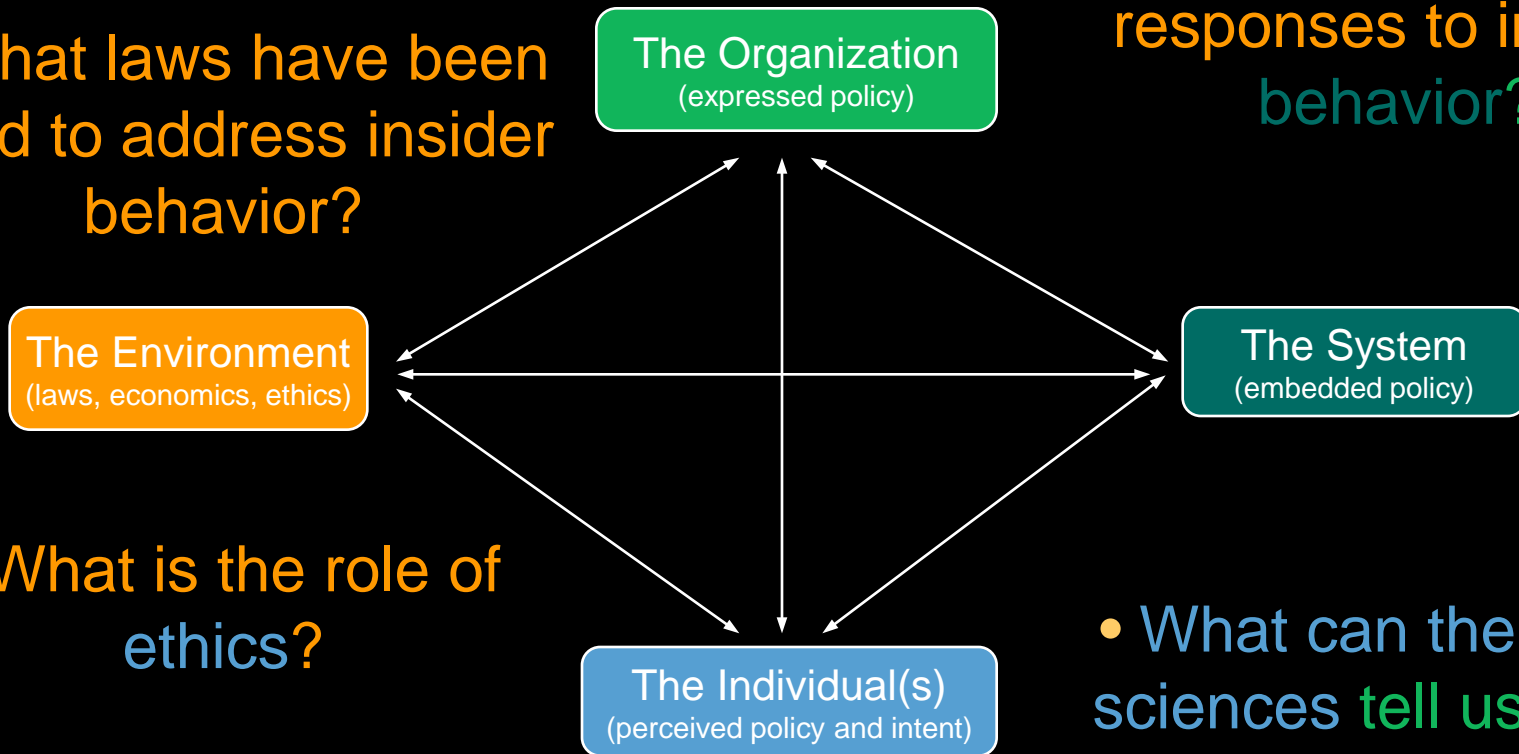 hat laws have been
d to address insider
behavior?
The Organization
(expressed policy)
responses to in
behavior?
The Environment
(laws, economics, ethics)
The System
(embedded policy)
What is the role of
ethics?
The Individual(s)
(perceived policy and intent)
• What can the
sciences tell us